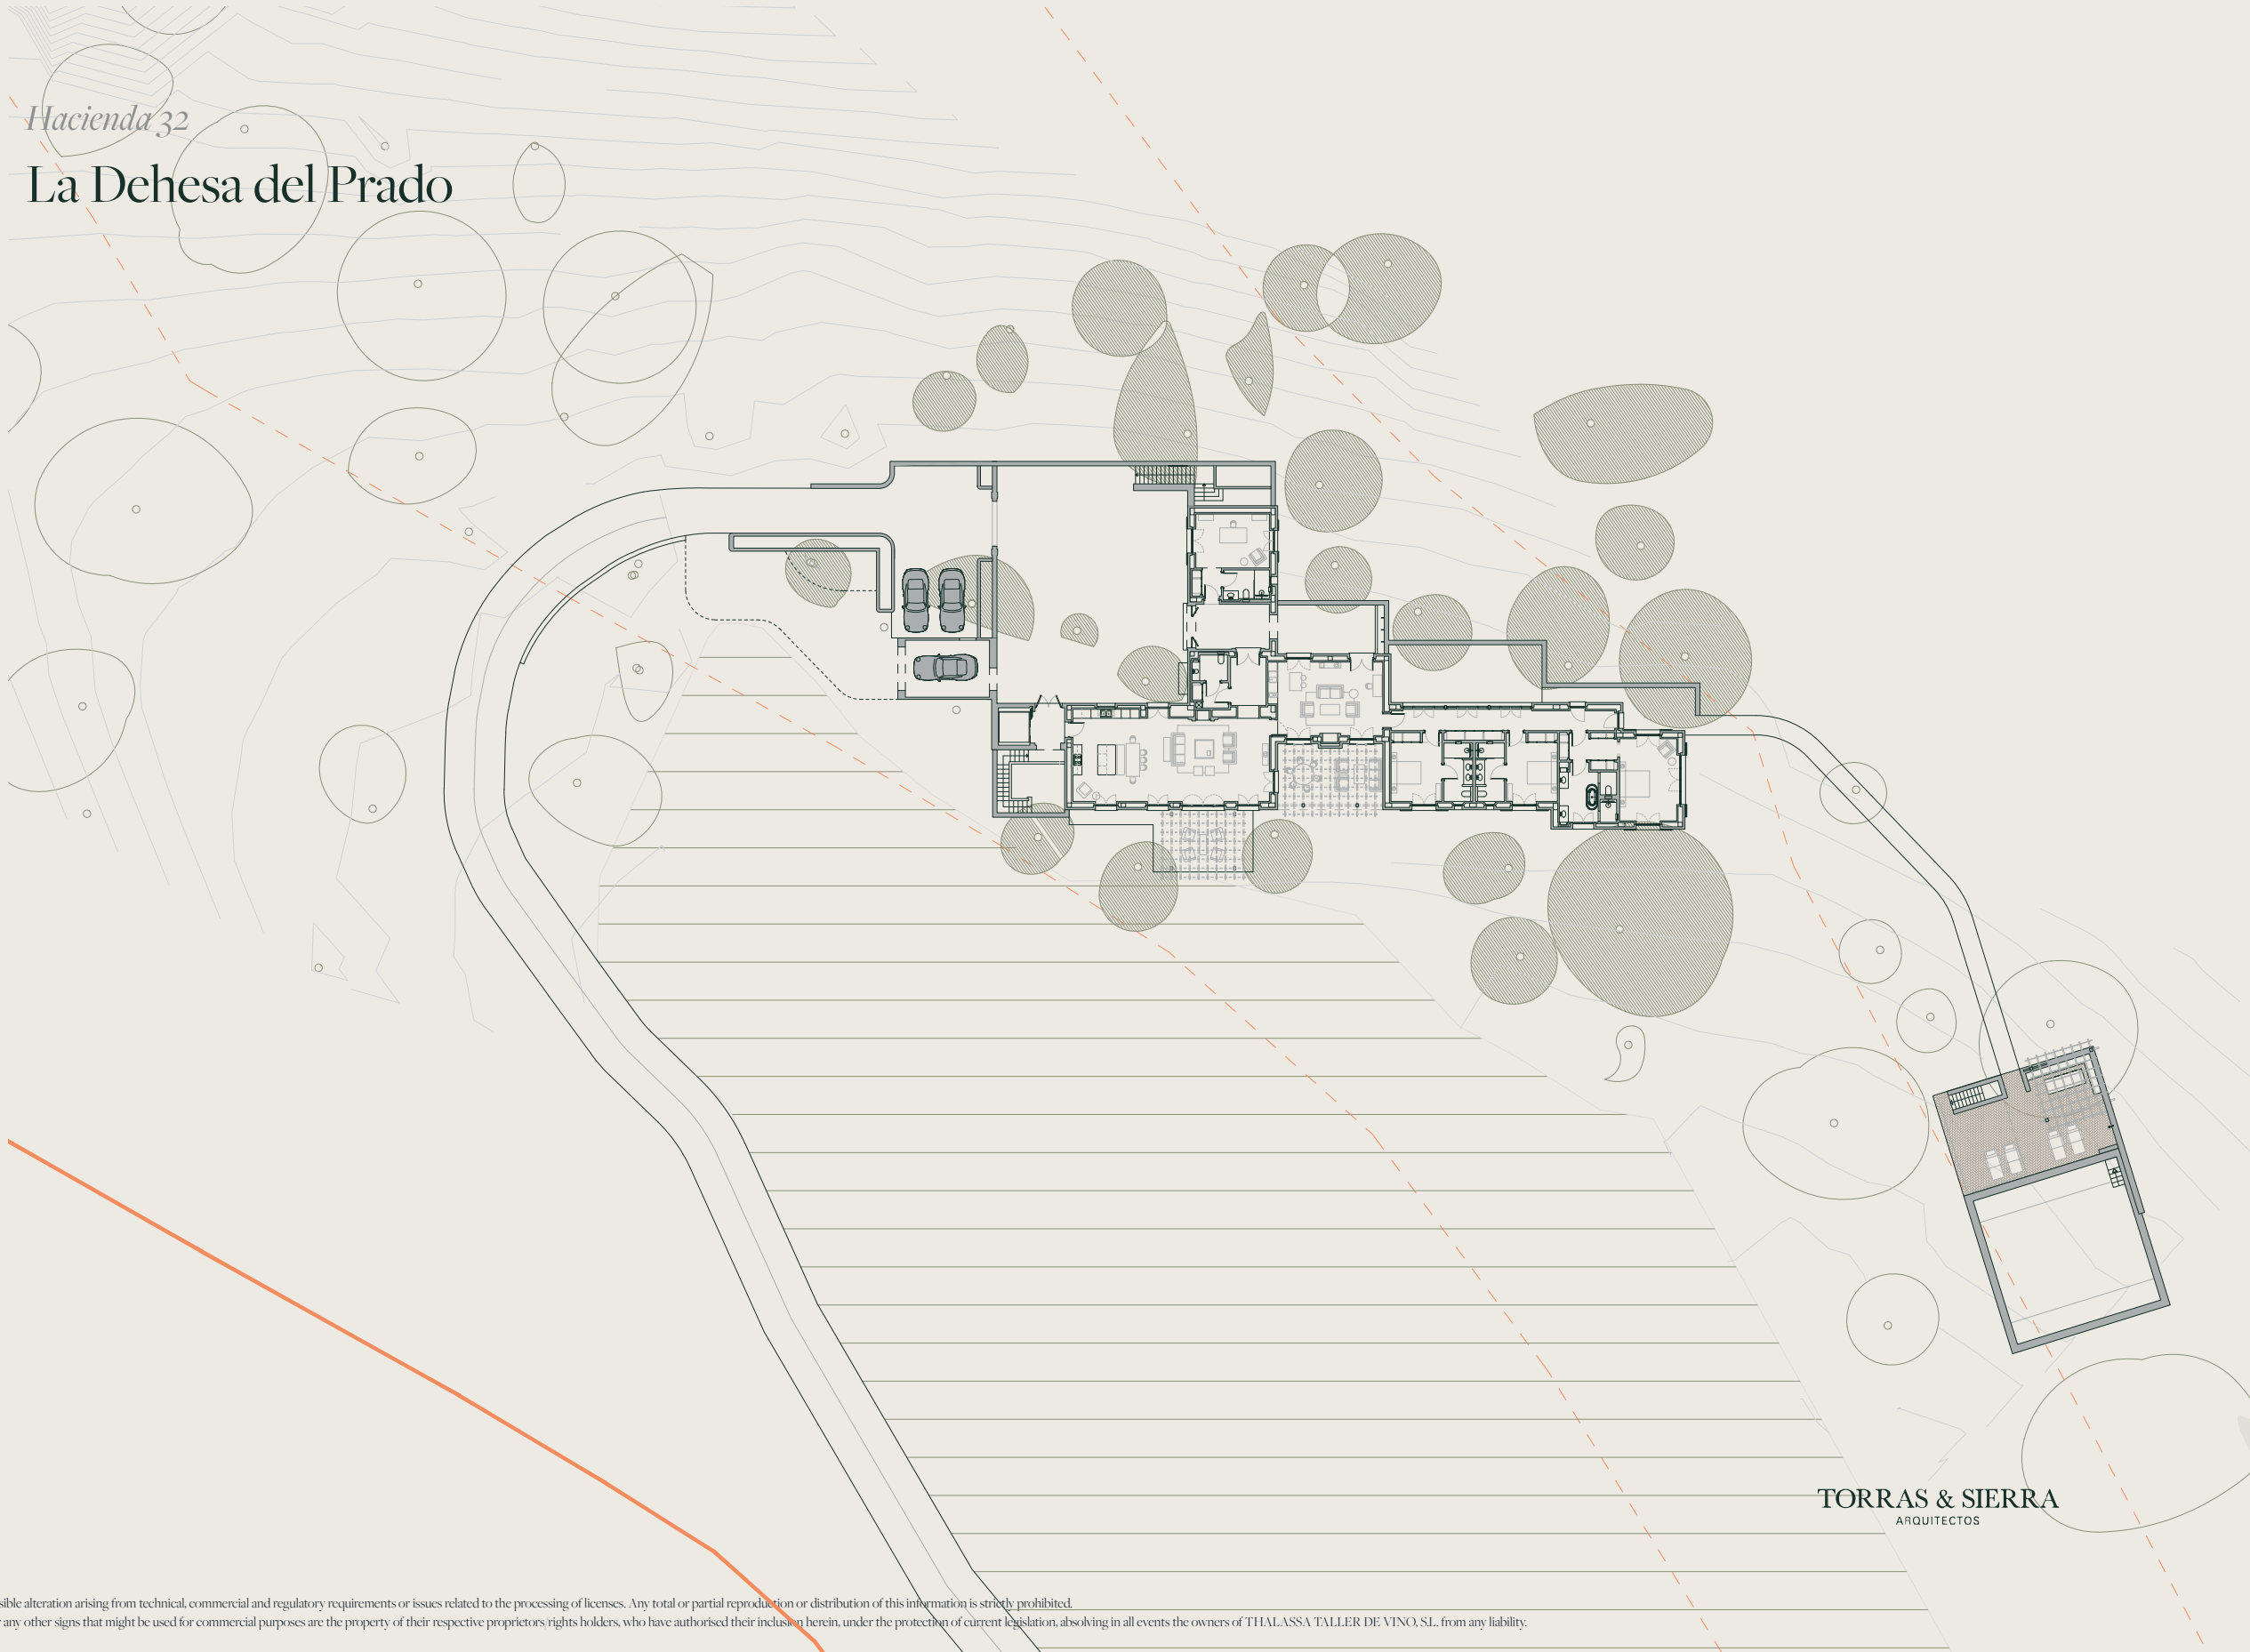 Hacienda 32
La Dehesa del Prado
TORRAS & SIERRA
ARQUITECTOS
sible alteration arising from technical, commercial and regulatory requirements or issues related to the processing of licenses. Any total or partial reproduction or distribution of this information is strictly prohibited.
any other signs that might be used for commercial purposes are the property of their respective proprietors/rights holders, who have authorised their inclusion herein, under the protection of current legislation, absolving in all events the owners of THALASSA TALLER DE VINO, S.L. from any liability.